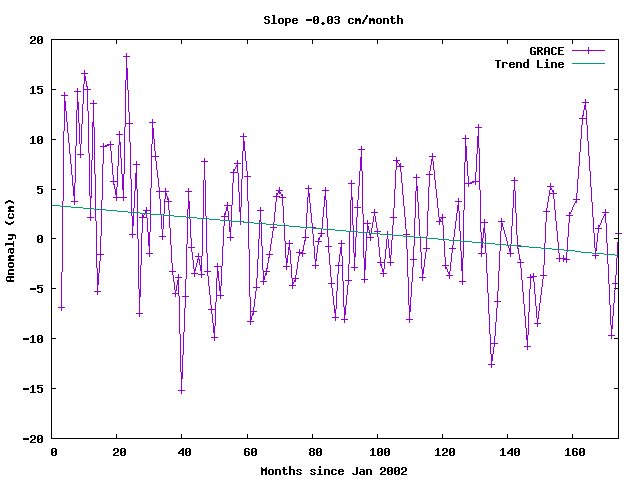 Slope -0.03 cm/month
GRACE
Trend Line
20
15
10
5
0
-5
-10
-15
-20
Anomaly (cm)
0 20 40 60 80 100 120 140 160
Months since Jan 2002